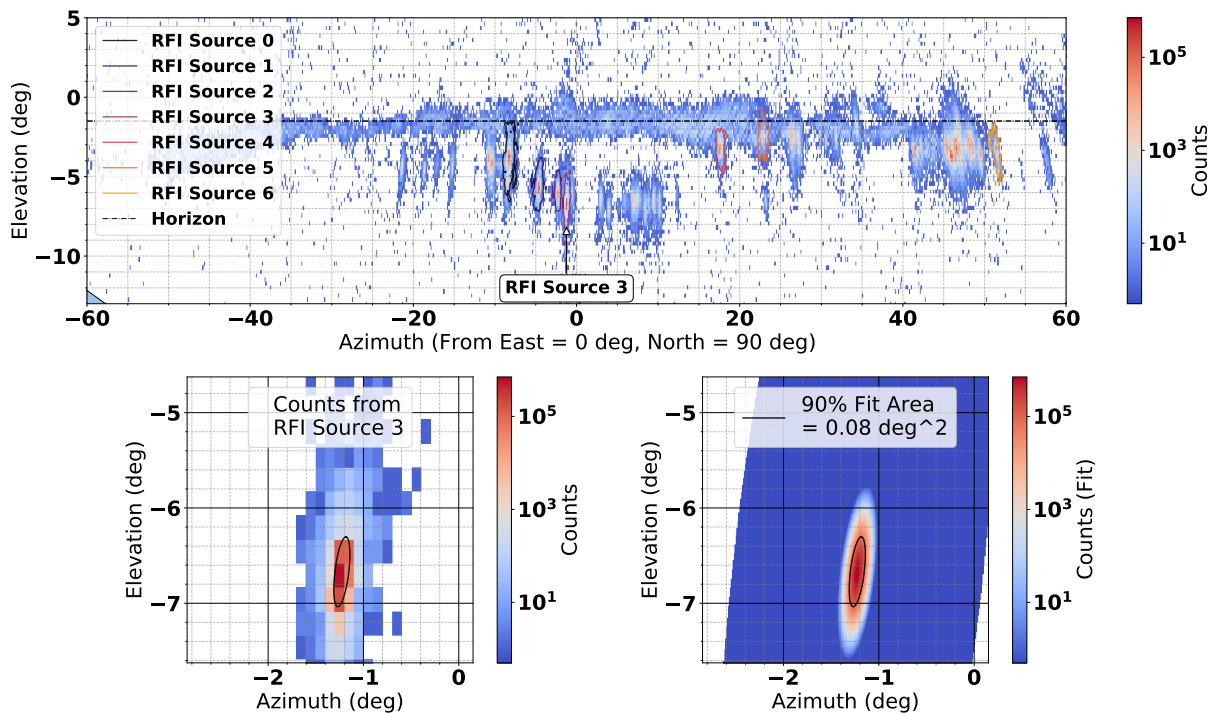 RFI Source 0
RFI Source 1
RFI Source 2
RFI Source 3
RFI Source 4
RFI Source 5
RFI Source 6
Horizon
RFI Source 3
0
−5
−10
Elevation (deg)
−60 −40 −20 0 20 40 60
Azimuth (From East = 0 deg, North = 90 deg)
10^5
10^3
10^1
Counts
Counts from
RFI Source 3
−5
−6
−7
Elevation (deg)
−2 −1 0
Azimuth (deg)
10^5
10^3
10^1
Counts
90% Fit Area
= 0.08 deg^2
−5
−6
−7
Elevation (deg)
−2 −1 0
Azimuth (deg)
10^5
10^3
10^1
Counts (Fit)